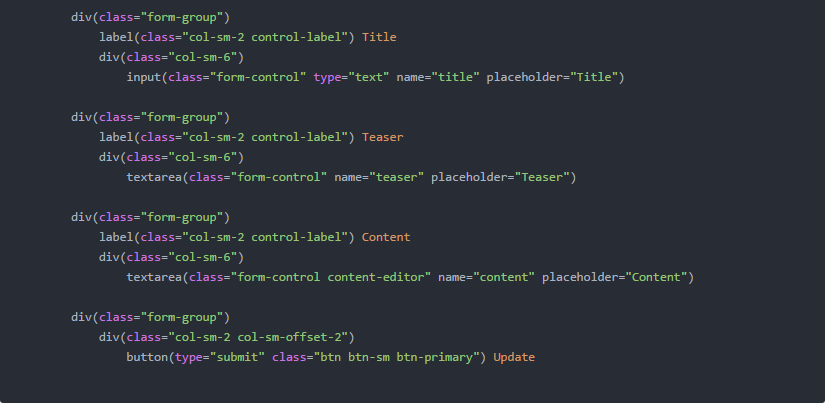 div(class="form-group")
label(class="col-sm-2 control-label") Title
div(class="col-sm-6")
input(class="form-control" type="text" name="title" placeholder="Title")
div(class="form-group")
label(class="col-sm-2 control-label") Teaser
div(class="col-sm-6")
textarea(class="form-control" name="teaser" placeholder="Teaser")
div(class="form-group")
label(class="col-sm-2 control-label") Content
div(class="col-sm-6")
textarea(class="form-control content-editor" name="content" placeholder="Content")
div(class="form-group")
div(class="col-sm-2 col-sm-offset-2")
button(type="submit" class="btn btn-sm btn-primary") Update